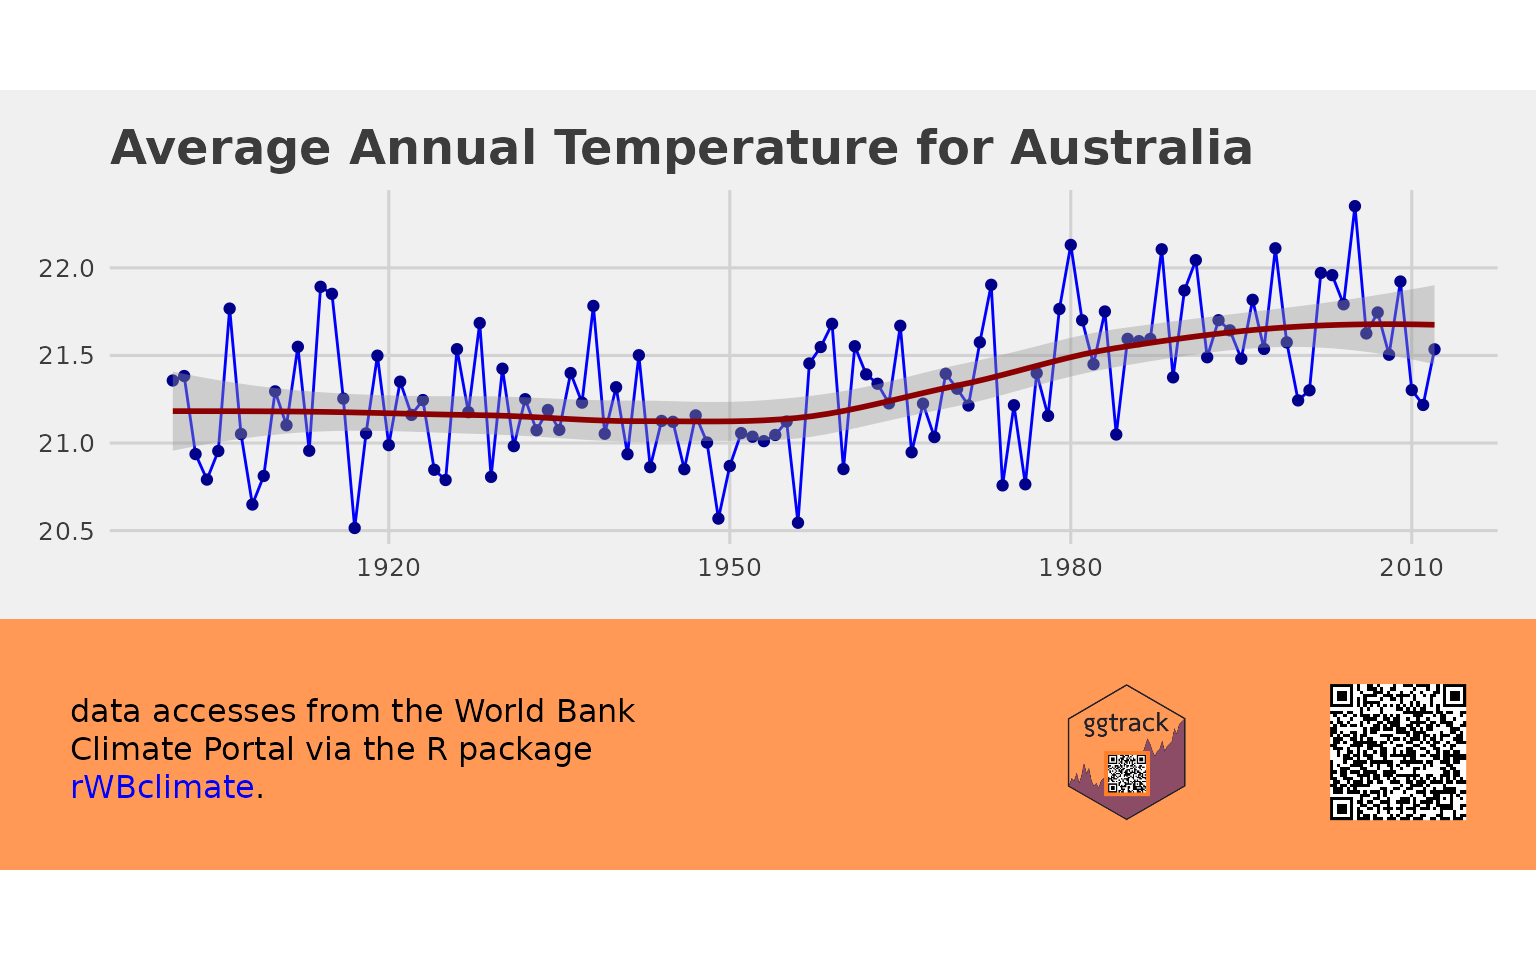 Average Annual Temperature for Australia
22.0
21.5
21.0
20.5
1920 1950 1980 2010
data accesses from the World Bank
Climate Portal via the R package
rWBclimate.
ggtrack